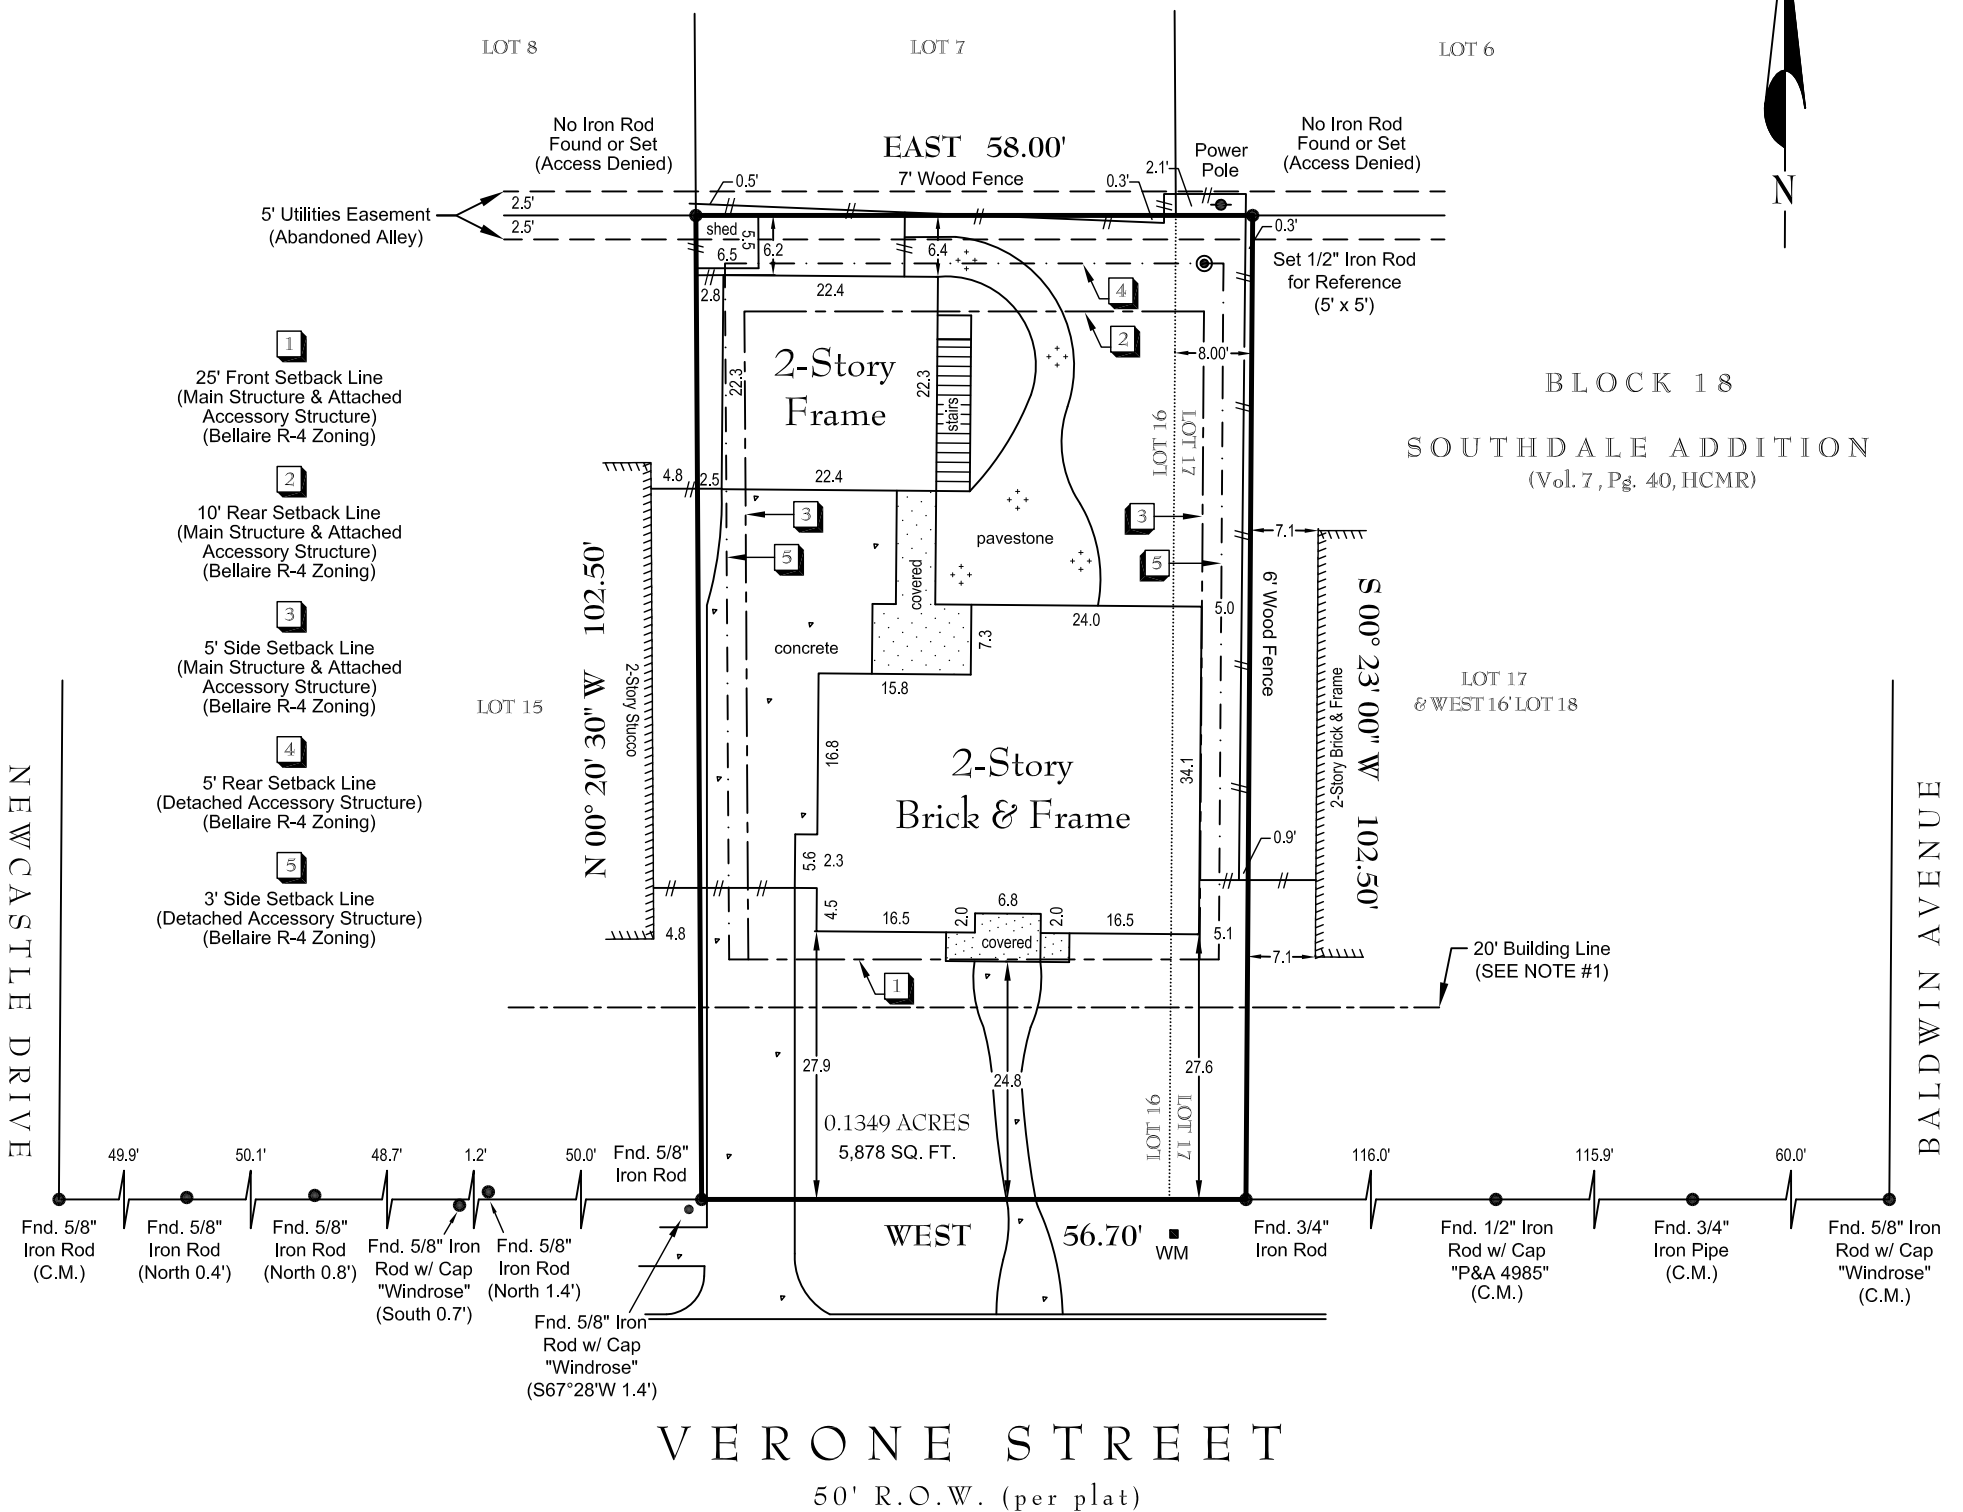 LOT 8
LOT 7
LOT 6
No Iron Rod
Found or Set
(Access Denied)
EAST 58.00'
7' Wood Fence
Power
Pole
No Iron Rod
Found or Set
(Access Denied)
N
0.5'
0.3'
2.1'
5' Utilities Easement
(Abandoned Alley)
2.5'
2.5'
shed
5.5
6.5
6.2
6.4
0.3'
Set 1/2" Iron Rod
for Reference
(5' x 5')
2.8
22.4
4
2
8.00'
1
25' Front Setback Line
(Main Structure & Attached
Accessory Structure)
(Bellaire R-4 Zoning)
2
10' Rear Setback Line
(Main Structure & Attached
Accessory Structure)
(Bellaire R-4 Zoning)
3
5' Side Setback Line
(Main Structure & Attached
Accessory Structure)
(Bellaire R-4 Zoning)
4
5' Rear Setback Line
(Detached Accessory Structure)
(Bellaire R-4 Zoning)
5
3' Side Setback Line
(Detached Accessory Structure)
(Bellaire R-4 Zoning)
2-Story
Frame
22.3
22.3
stairs
LOT 16
LOT 17
BLOCK 18
SOUTHDALE ADDITION
(Vol. 7, Pg. 40, HCMR)
4.8
2.5
22.4
3
5
3
5
pavestone
covered
concrete
7.1
N 00° 20' 30" W 102.50'
2-Story Stucco
LOT 15
24.0
5.0
7.3
15.8
6' Wood Fence
2-Story Brick & Frame
S 00° 23' 00" W 102.50'
LOT 17
& WEST 16' LOT 18
16.8
2-Story
Brick & Frame
34.1
5.6
2.3
0.9'
4.5
16.5
2.0
6.8
2.0
16.5
covered
4.8
5.1
7.1
1
20' Building Line
(SEE NOTE #1)
27.9
24.8
27.6
0.1349 ACRES
5,878 SQ. FT.
LOT 16
LOT 17
NEWCASTLE DRIVE
BALDWIN AVENUE
49.9'
50.1'
48.7'
1.2'
50.0'
Fnd. 5/8"
Iron Rod
116.0'
115.9'
60.0'
Fnd. 5/8"
Iron Rod
(C.M.)
Fnd. 5/8"
Iron Rod
(North 0.4')
Fnd. 5/8"
Iron Rod
(North 0.8')
Fnd. 5/8" Iron
Rod w/ Cap
"Windrose"
(South 0.7')
Fnd. 5/8"
Iron Rod
(North 1.4')
Fnd. 5/8" Iron
Rod w/ Cap
"Windrose"
(S67°28'W 1.4')
WEST 56.70'
WM
Fnd. 3/4"
Iron Rod
Fnd. 1/2" Iron
Rod w/ Cap
"P&A 4985"
(C.M.)
Fnd. 3/4"
Iron Pipe
(C.M.)
Fnd. 5/8" Iron
Rod w/ Cap
"Windrose"
(C.M.)
VERONE STREET
50' R.O.W. (per plat)